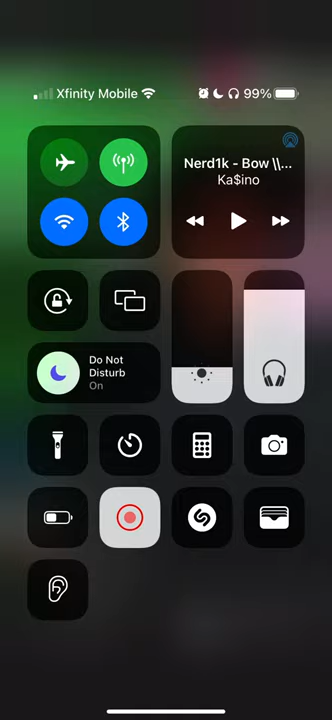 Xfinity Mobile
99%
Nerd1k - Bow \\...
Ka$ino
Do Not
Disturb
On